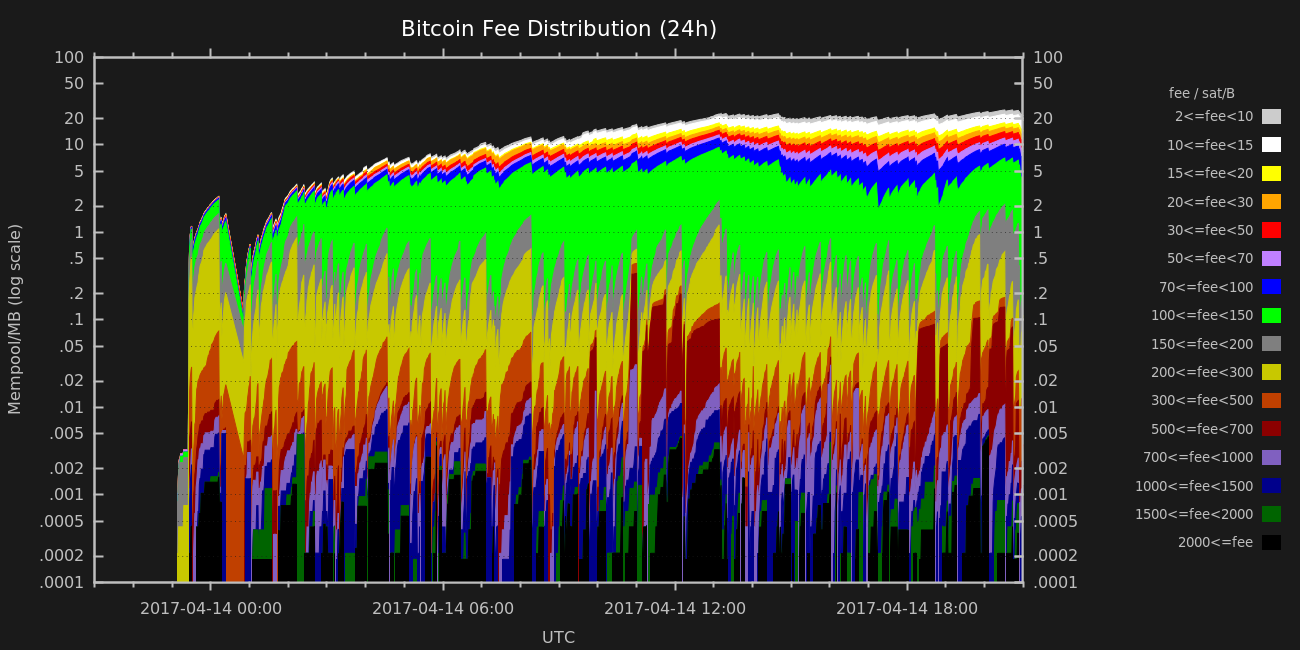 Bitcoin Fee Distribution (24h)
100
50
20
10
5
2
1
.5
.2
.1
.05
.02
.01
.005
.002
.001
.0005
.0002
.0001
Mempool/MB (log scale)
100
50
20
10
5
2
1
.5
.2
.1
.05
.02
.01
.005
.002
.001
.0005
.0002
.0001
2017-04-14 00:00
2017-04-14 06:00
2017-04-14 12:00
2017-04-14 18:00
UTC
fee / sat/B
2<=fee<10
10<=fee<15
15<=fee<20
20<=fee<30
30<=fee<50
50<=fee<70
70<=fee<100
100<=fee<150
150<=fee<200
200<=fee<300
300<=fee<500
500<=fee<700
700<=fee<1000
1000<=fee<1500
1500<=fee<2000
2000<=fee